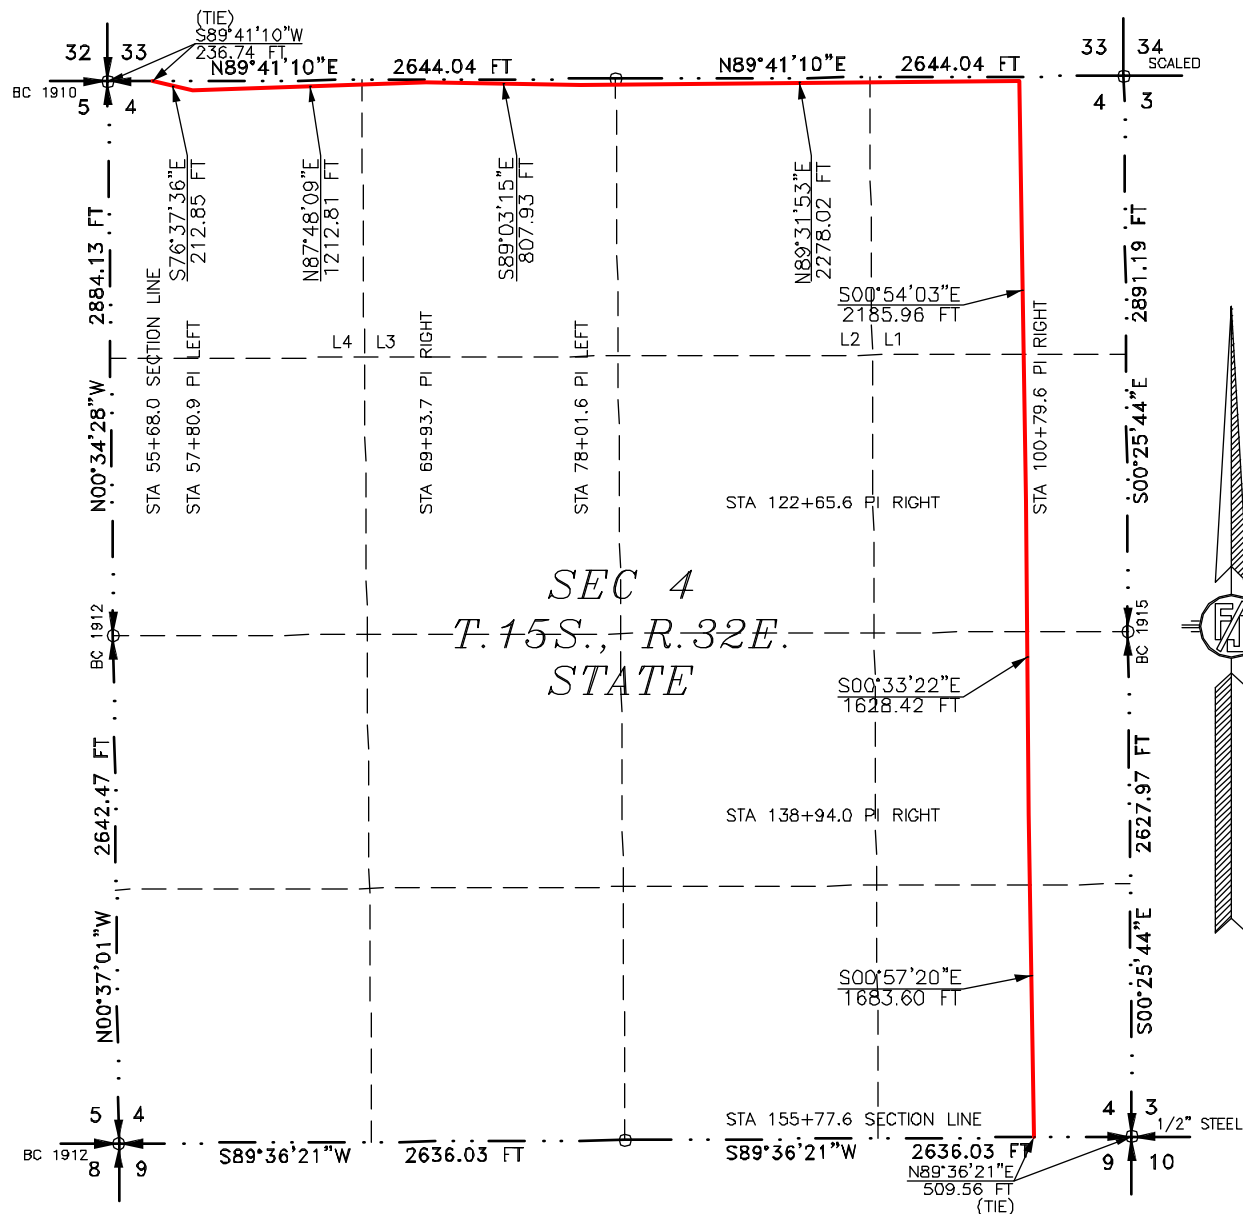 (TIE)
S89°41'10"W
236.74 FT
32 33
33 34
SCALED
N89°41'10"E 2644.04 FT N89°41'10"E 2644.04 FT
BC 1910
5 4
4 3
S76°37'36"E
212.85 FT
N87°48'09"E
1212.81 FT
S89°03'15"E
807.93 FT
N89°31'53"E
2278.02 FT
2884.13 FT
N00°34'28"W
2891.19 FT
S00°25'44"E
S00°54'03"E
2185.96 FT
STA 55+68.0 SECTION LINE
STA 57+80.9 PI LEFT
STA 69+93.7 PI RIGHT
STA 78+01.6 PI LEFT
STA 100+79.6 PI RIGHT
L4 L3
L2 L1
STA 122+65.6 PI RIGHT
SEC 4
T.15S., R.32E.
STATE
BC 1912
BC 1915
S00°33'22"E
1628.42 FT
2642.47 FT
N00°37'01"W
2627.97 FT
S00°25'44"E
STA 138+94.0 PI RIGHT
S00°57'20"E
1683.60 FT
STA 155+77.6 SECTION LINE
5 4
4 3
1/2" STEEL
BC 1912
8 9
S89°36'21"W 2636.03 FT S89°36'21"W 2636.03 FT
9 10
N89°36'21"E
509.56 FT
(TIE)